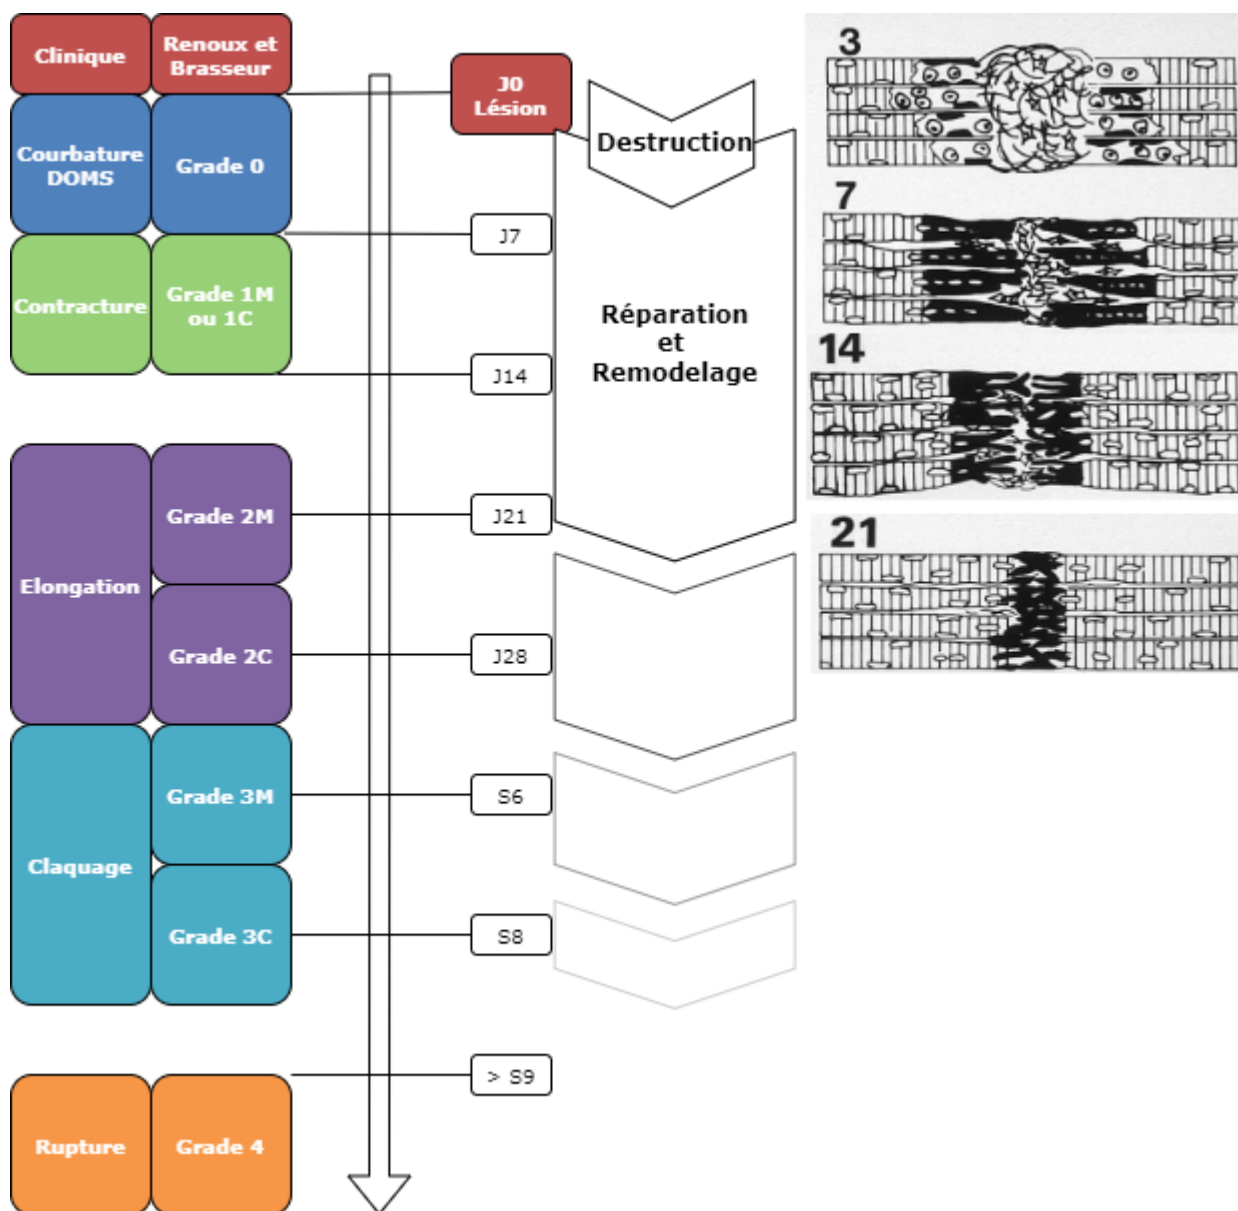 Clinique
Renoux et
Brasseur
J0
Lésion
Destruction
3
Courbature
DOMS
Grade 0
J7
7
Contracture
Grade 1M
ou 1C
Réparation
et
Remodelage
J14
14
Elongation
Grade 2M
J21
21
Grade 2C
J28
Claquage
Grade 3M
S6
Grade 3C
S8
> S9
Rupture
Grade 4